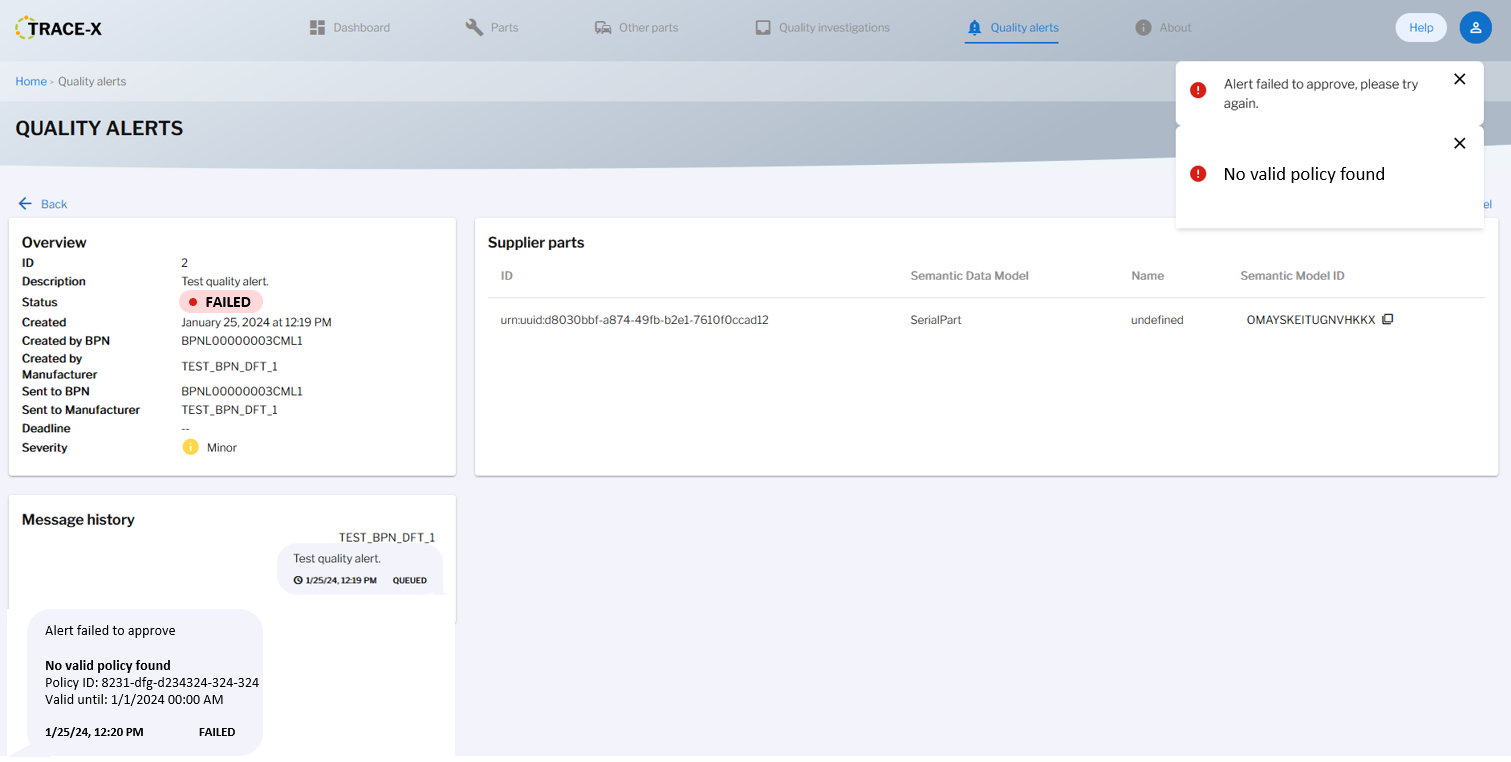 TRACE-X
Dashboard
Parts
Other parts
Quality investigations
Quality alerts
About
Help
Home > Quality alerts
Alert failed to approve, please try
again.
QUALITY ALERTS
No valid policy found
Back
el
Overview
ID 2
Description Test quality alert.
Status FAILED
Created January 25, 2024 at 12:19 PM
Created by BPN BPNL00000003CML1
Created by
Manufacturer TEST_BPN_DFT_1
Sent to BPN BPNL00000003CML1
Sent to Manufacturer TEST_BPN_DFT_1
Deadline --
Severity Minor
Supplier parts
ID Semantic Data Model Name Semantic Model ID
urn:uuid:d8030bbf-a874-49fb-b2e1-7610f0ccad12 SerialPart undefined OMAYSKEITUGNVHKKX
Message history
TEST_BPN_DFT_1
Test quality alert.
1/25/24, 12:19 PM QUEUED
Alert failed to approve
No valid policy found
Policy ID: 8231-dfg-d234324-324-324
Valid until: 1/1/2024 00:00 AM
1/25/24, 12:20 PM FAILED